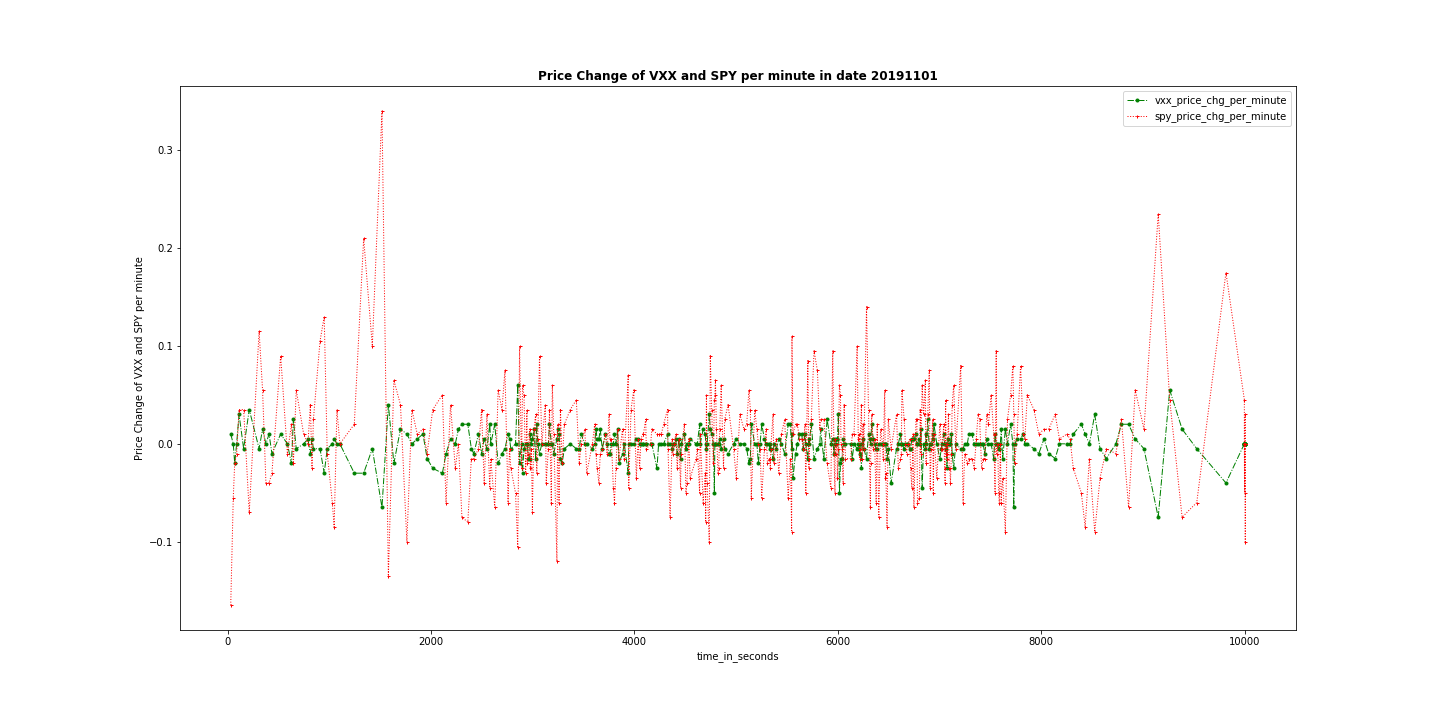 Price Change of VXX and SPY per minute in date 20191101
vxx_price_chg_per_minute
spy_price_chg_per_minute
Price Change of VXX and SPY per minute
0.3
0.2
0.1
0.0
−0.1
0
2000
4000
6000
8000
10000
time_in_seconds